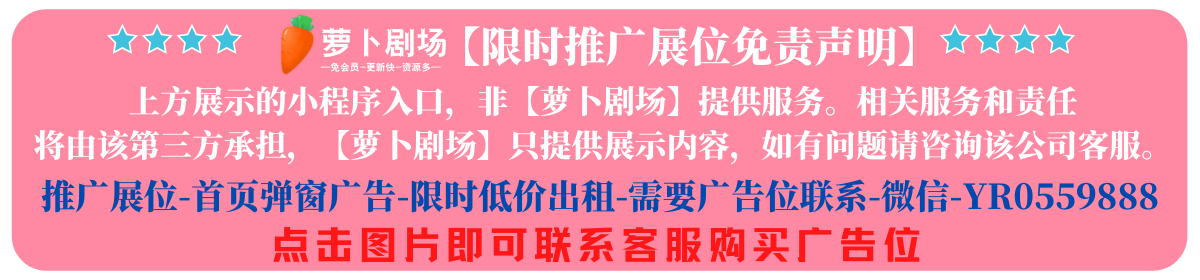 萝卜剧场【限时推广展位免责声明】
—免会员—更新快—资源多—
上方展示的小程序入口，非【萝卜剧场】提供服务。相关服务和责任
将由该第三方承担，【萝卜剧场】只提供展示内容，如有问题请咨询该公司客服。
推广展位-首页弹窗广告-限时低价出租-需要广告位联系-微信-YR0559888
点击图片即可联系客服购买广告位